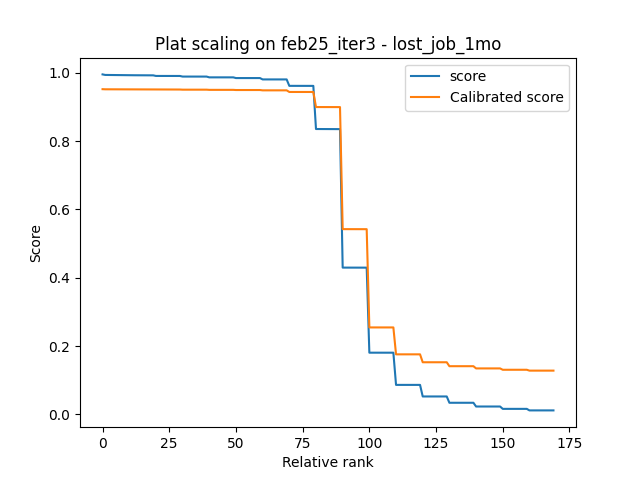 Plat scaling on feb25_iter3 - lost_job_1mo
score
Calibrated score
Score
1.0
0.8
0.6
0.4
0.2
0.0
0
25
50
75
100
125
150
175
Relative rank